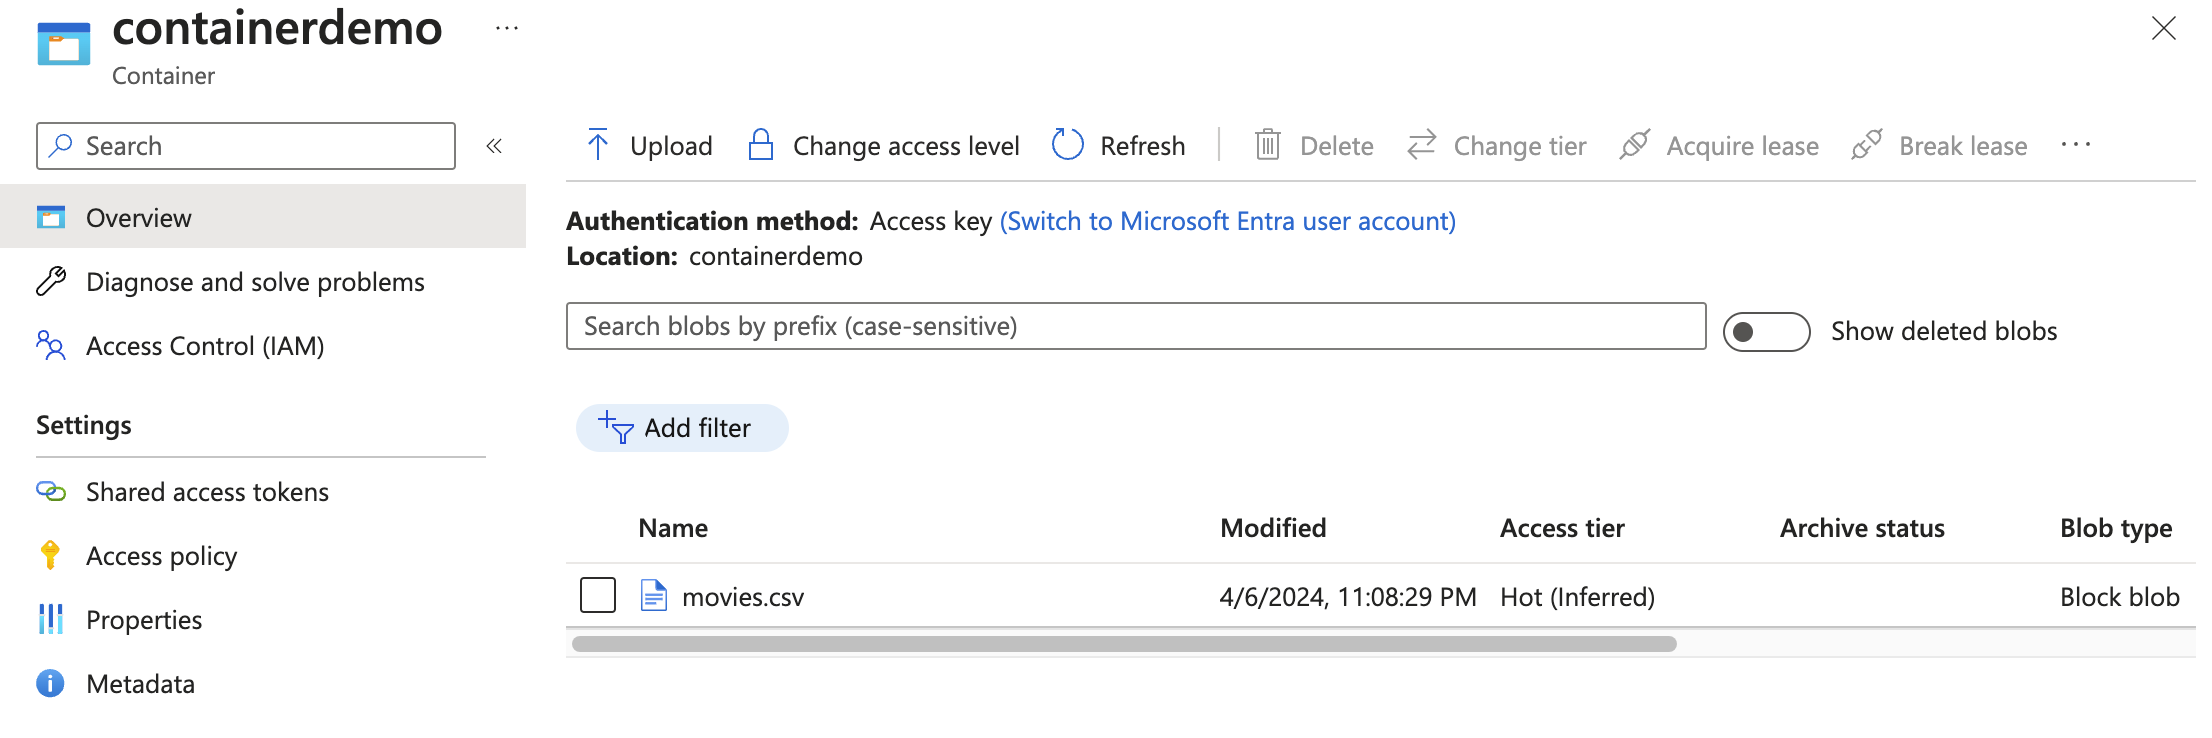 containerdemo ...
Container
Search «
Overview
Diagnose and solve problems
Access Control (IAM)
Settings
Shared access tokens
Access policy
Properties
Metadata
Upload Change access level Refresh Delete Change tier Acquire lease Break lease ...
Authentication method: Access key (Switch to Microsoft Entra user account)
Location: containerdemo
Search blobs by prefix (case-sensitive)
Show deleted blobs
Add filter
Name Modified Access tier Archive status Blob type
movies.csv 4/6/2024, 11:08:29 PM Hot (Inferred) Block blob